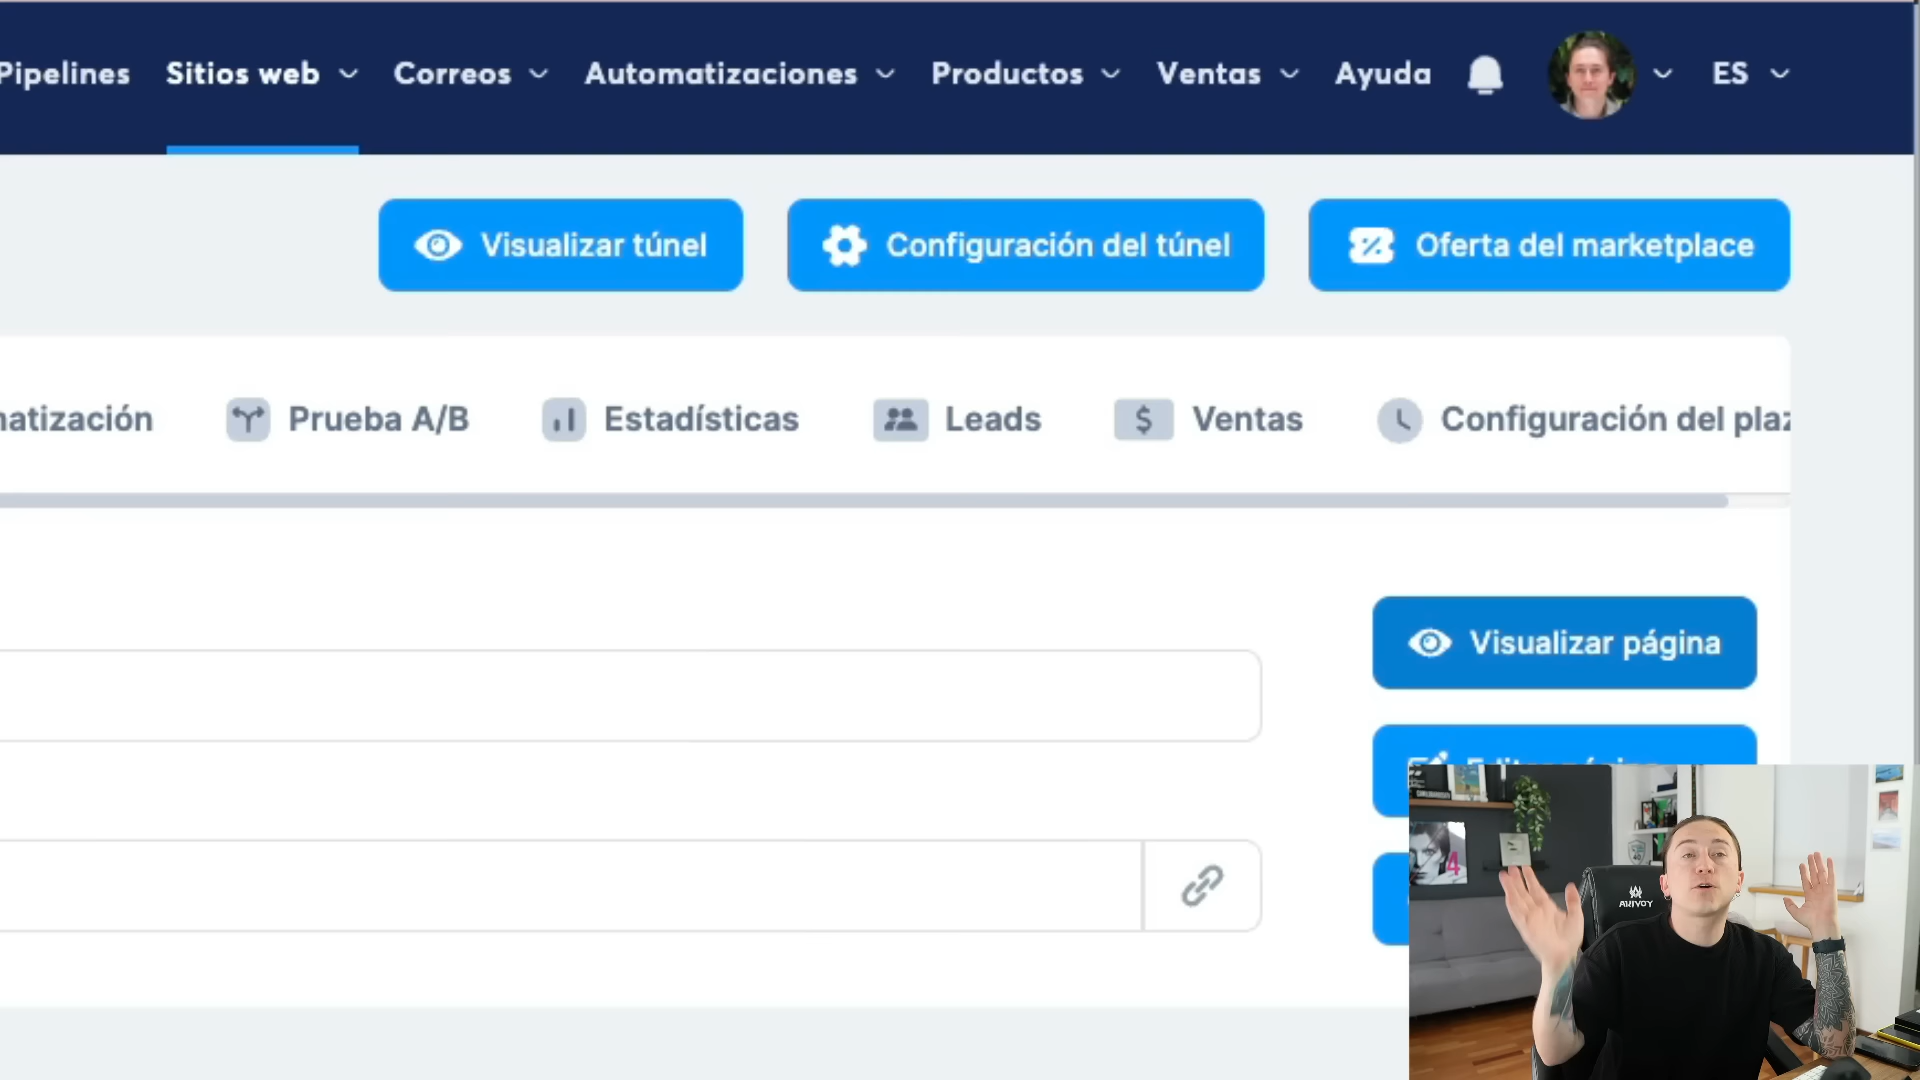 Pipelines Sitios web Correos Automatizaciones Productos Ventas Ayuda ES
Visualizar túnel Configuración del túnel Oferta del marketplace
matización Prueba A/B Estadísticas Leads Ventas Configuración del plaz
Visualizar página
AKIVOY